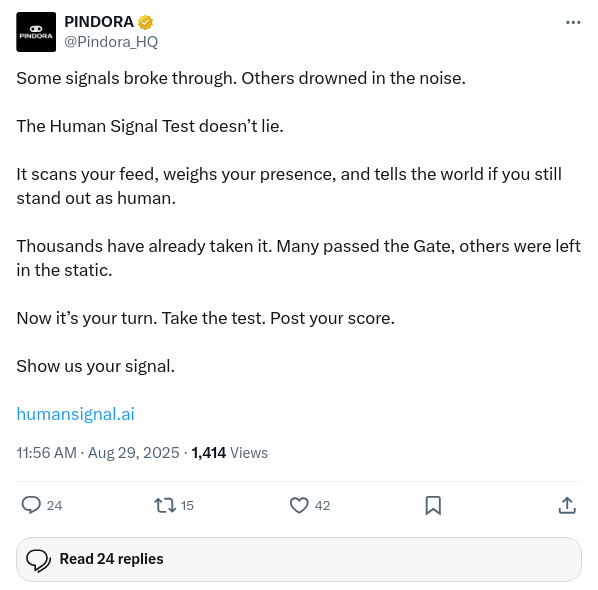 PINDORA
PINDORA
@Pindora_HQ
Some signals broke through. Others drowned in the noise.
The Human Signal Test doesn’t lie.
It scans your feed, weighs your presence, and tells the world if you still
stand out as human.
Thousands have already taken it. Many passed the Gate, others were left
in the static.
Now it’s your turn. Take the test. Post your score.
Show us your signal.
humansignal.ai
11:56 AM · Aug 29, 2025 · 1,414 Views
24 15 42
Read 24 replies